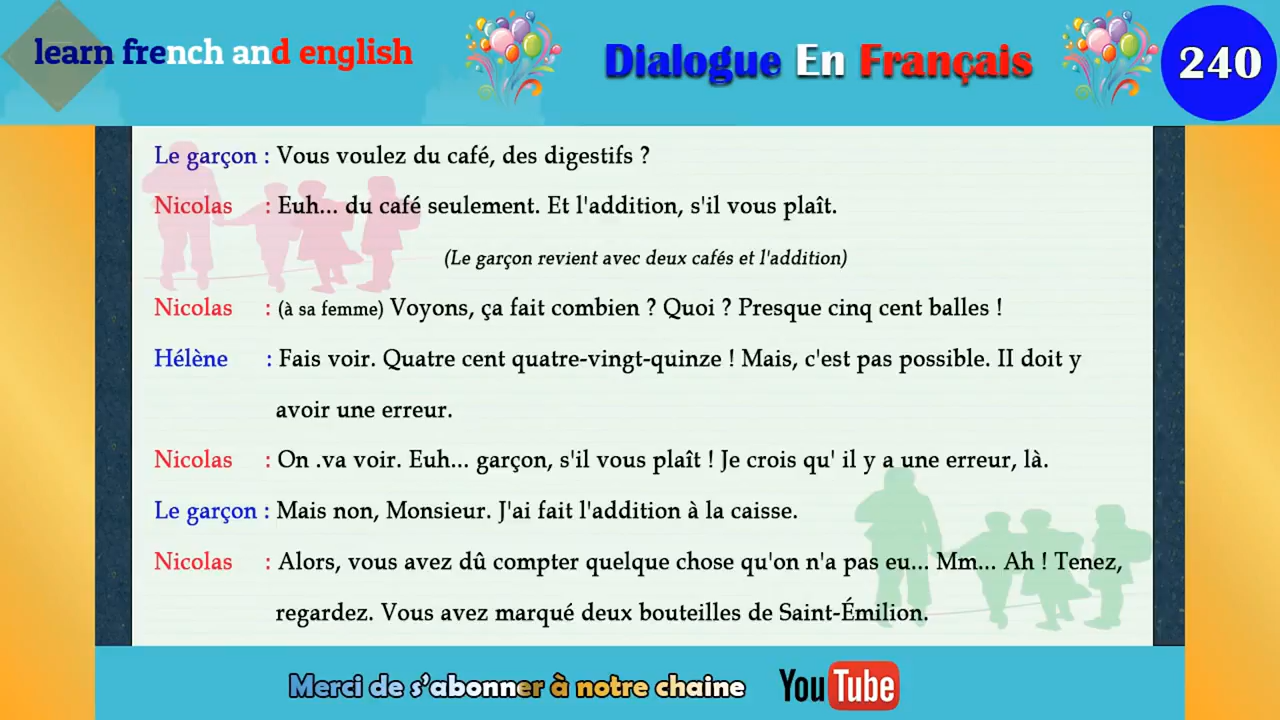 learn french and english
Dialogue En Français
240
Le garçon : Vous voulez du café, des digestifs ?
Nicolas : Euh... du café seulement. Et l'addition, s'il vous plaît.
(Le garçon revient avec deux cafés et l'addition)
Nicolas : (à sa femme) Voyons, ça fait combien ? Quoi ? Presque cinq cent balles !
Hélène : Fais voir. Quatre cent quatre-vingt-quinze ! Mais, c'est pas possible. II doit y
avoir une erreur.
Nicolas : On .va voir. Euh... garçon, s'il vous plaît ! Je crois qu' il y a une erreur, là.
Le garçon : Mais non, Monsieur. J'ai fait l'addition à la caisse.
Nicolas : Alors, vous avez dû compter quelque chose qu'on n'a pas eu... Mm... Ah ! Tenez,
regardez. Vous avez marqué deux bouteilles de Saint-Émilion.
Merci de s'abonner à notre chaine
YouTube